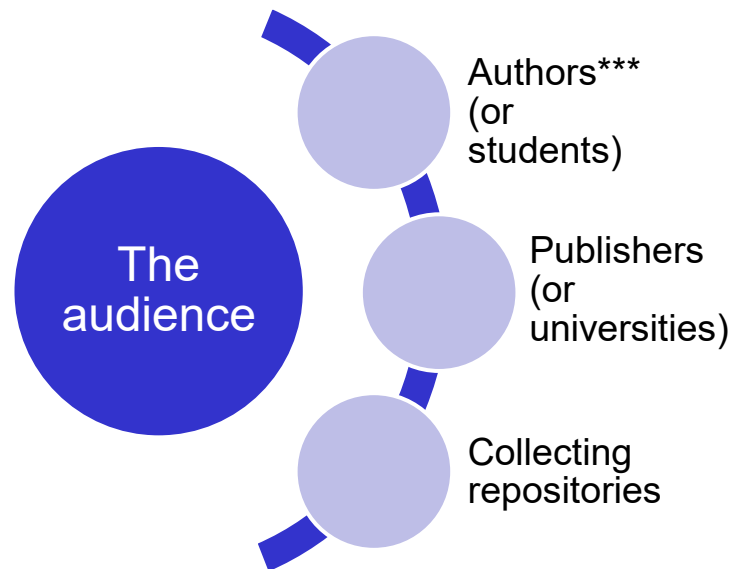 The
audience
Authors***
(or
students)
Publishers
(or
universities)
Collecting
repositories